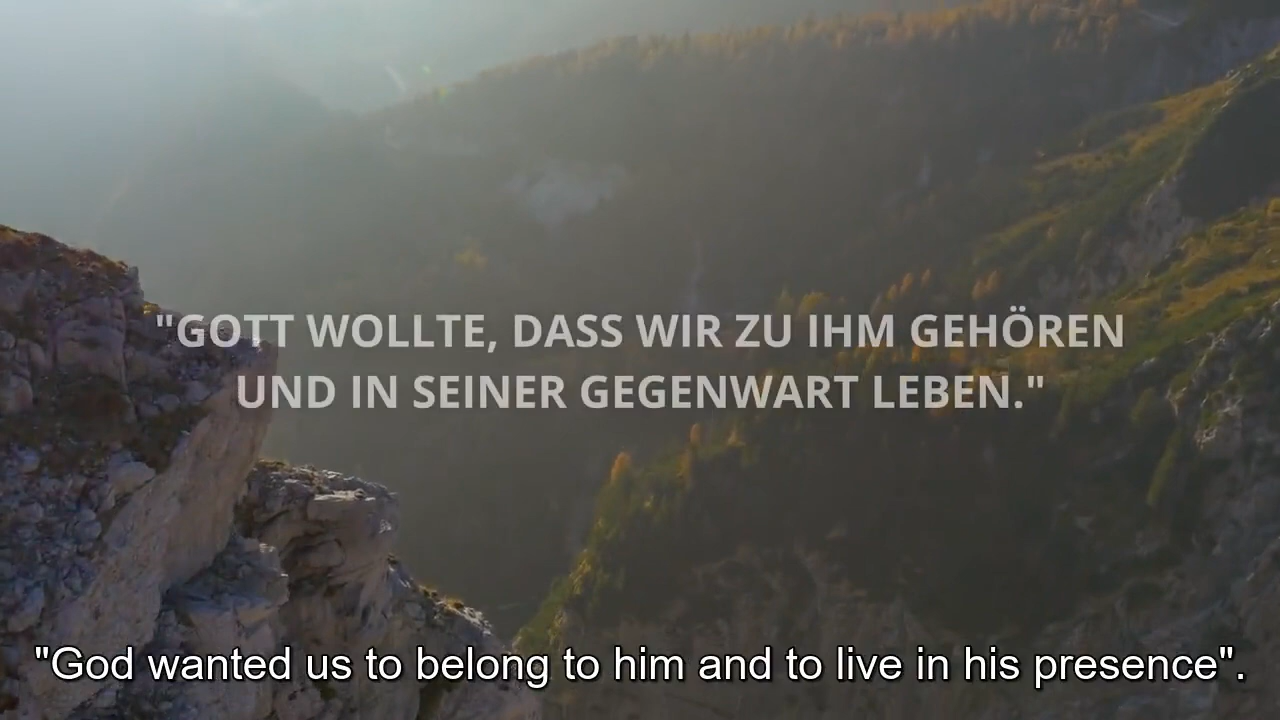 "GOTT WOLLTE, DASS WIR ZU IHM GEHÖREN
UND IN SEINER GEGENWART LEBEN."
"God wanted us to belong to him and to live in his presence".